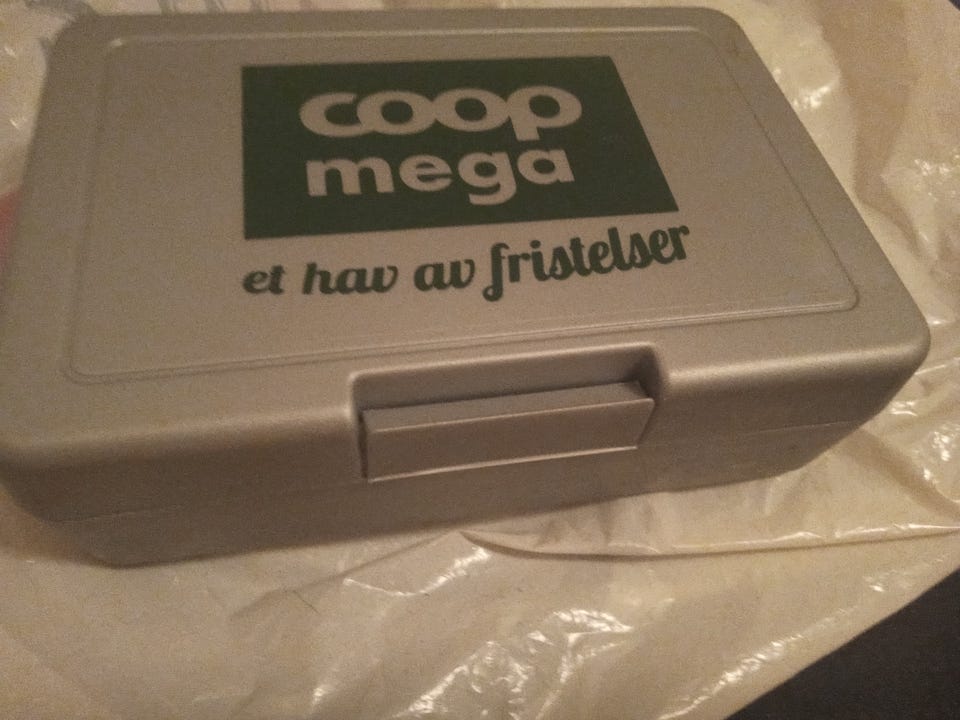 coop
mega
et hav av fristelser